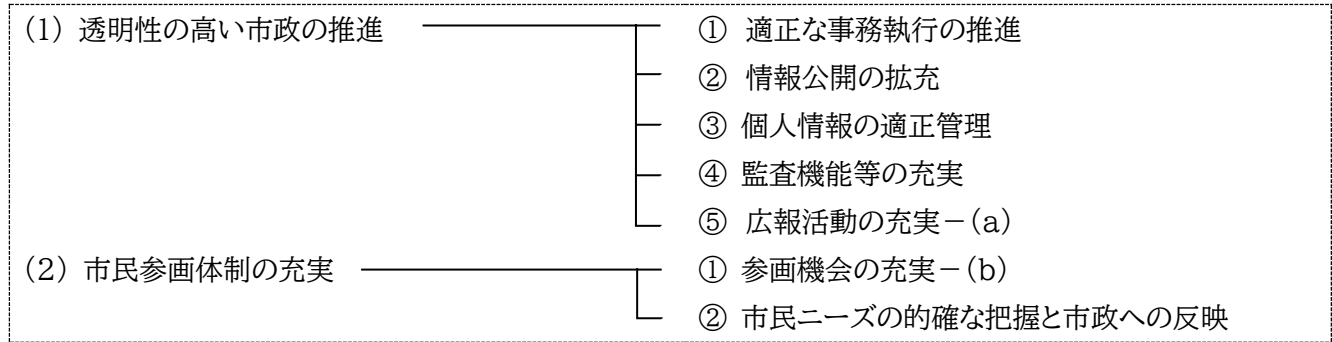 (1) 透明性の高い市政の推進 ① 適正な事務執行の推進
② 情報公開の拡充
③ 個人情報の適正管理
④ 監査機能等の充実
⑤ 広報活動の充実－(a)
(2) 市民参画体制の充実 ① 参画機会の充実－(b)
② 市民ニーズの的確な把握と市政への反映